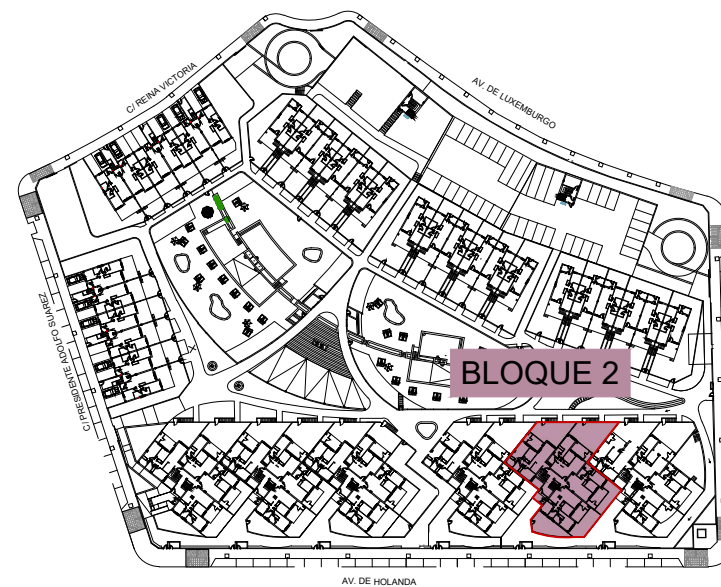 C/ REINA VICTORIA
AV. DE LUXEMBURGO
C/PRESIDENTE ADOLFO SUAREZ
BLOQUE 2
AV. DE HOLANDA